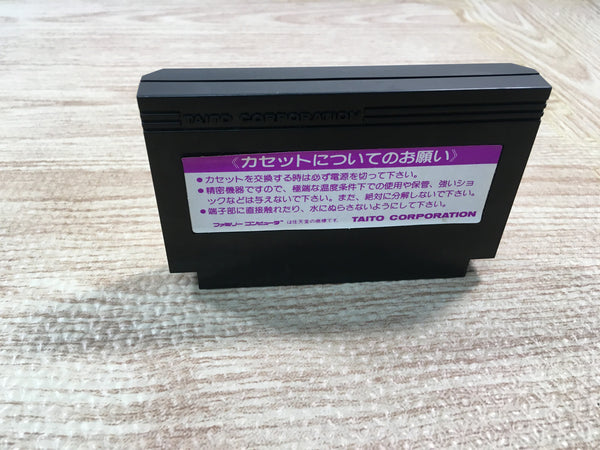 TAITO CORPORATION
《カセットについてのお願い》
●カセットを交換する時は必ず電源を切って下さい。
●精密機器ですので、極端な温度条件下での使用や保管、強いショ
ックなどは与えないで下さい。また、絶対に分解しないで下さい。
●端子部に直接触れたり、水にぬらさないようにして下さい。
ファミリーコンピュータ™は任天堂の商標です。 TAITO CORPORATION